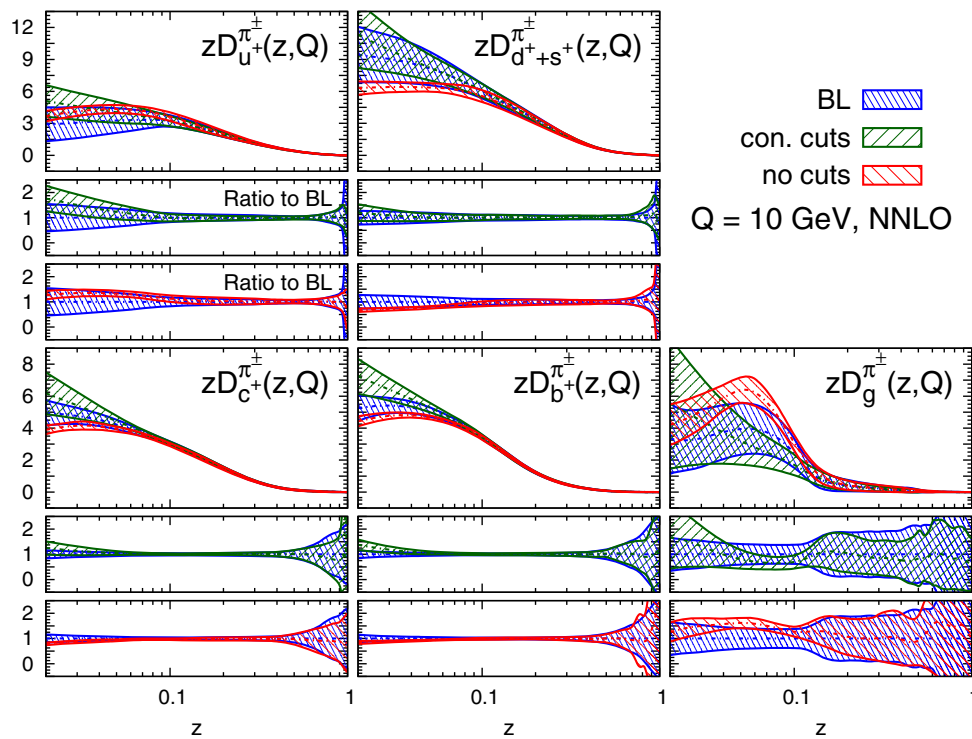 zD_{u^+}^{π^±}(z,Q)
zD_{d^++s^+}^{π^±}(z,Q)
13
12
9
6
3
0
BL
con. cuts
no cuts
Q = 10 GeV, NNLO
Ratio to BL
2
1
0
Ratio to BL
2
1
0
zD_{c^+}^{π^±}(z,Q)
zD_{b^+}^{π^±}(z,Q)
zD_g^{π^±}(z,Q)
8
6
4
2
0
2
1
0
2
1
0
0.1 1 0.1 1 0.1 1
z z z